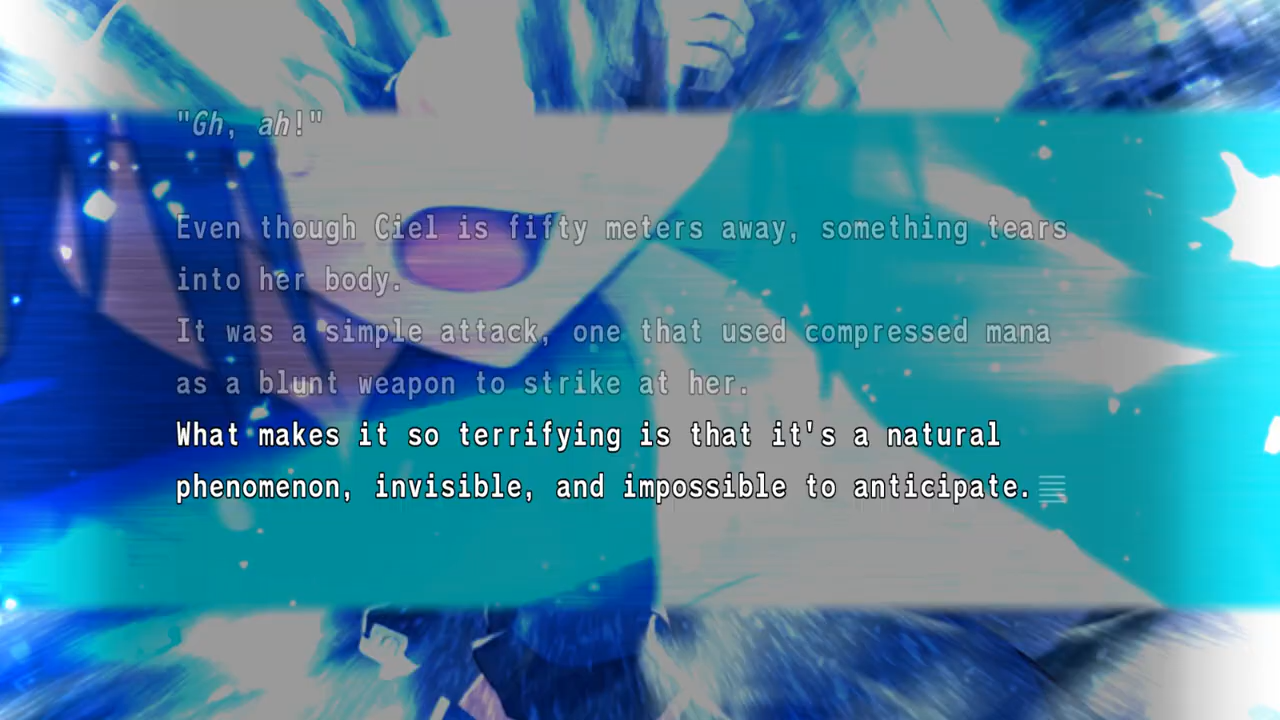 "Gh, ah!"
Even though Ciel is fifty meters away, something tears
into her body.
It was a simple attack, one that used compressed mana
as a blunt weapon to strike at her.
What makes it so terrifying is that it's a natural
phenomenon, invisible, and impossible to anticipate.